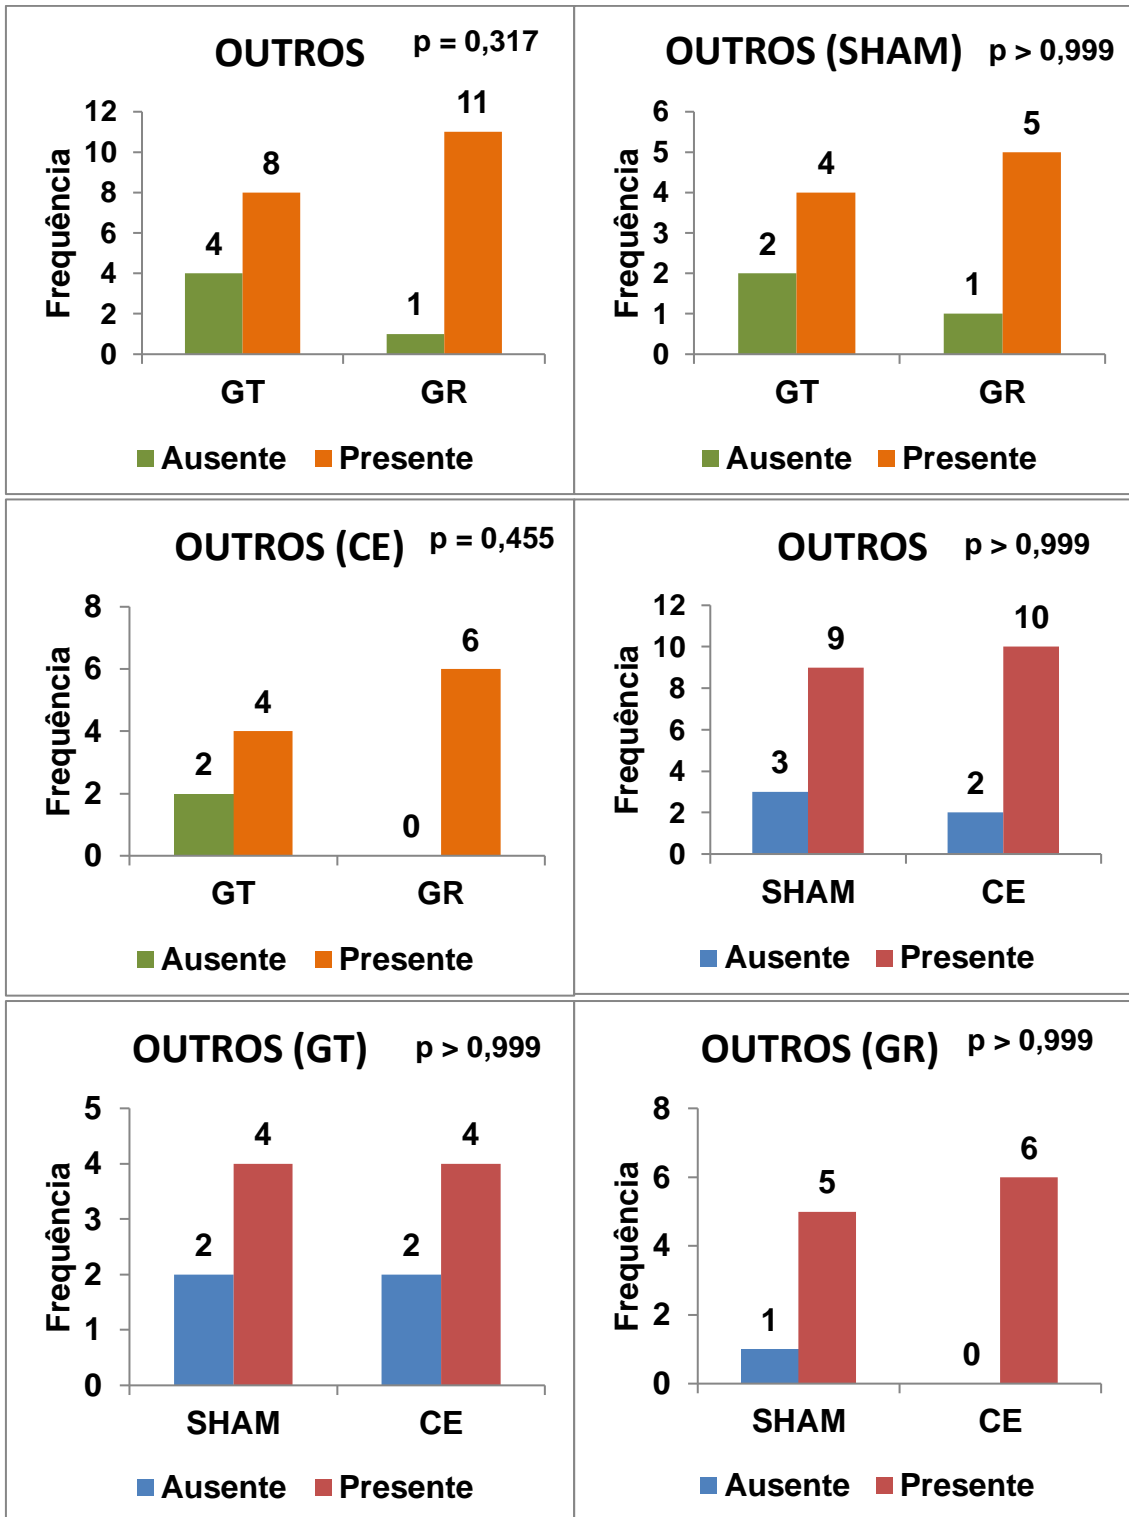 OUTROS p = 0,317
Frequência
12
10
8
6
4
2
0
4
8
1
11
GT GR
Ausente Presente
OUTROS (SHAM) p > 0,999
Frequência
6
5
4
3
2
1
0
2
4
1
5
GT GR
Ausente Presente
OUTROS (CE) p = 0,455
Frequência
8
6
4
2
0
2
4
0
6
GT GR
Ausente Presente
OUTROS p > 0,999
Frequência
12
10
8
6
4
2
0
3
9
2
10
SHAM CE
Ausente Presente
OUTROS (GT) p > 0,999
Frequência
5
4
3
2
1
0
2
4
2
4
SHAM CE
Ausente Presente
OUTROS (GR) p > 0,999
Frequência
8
6
4
2
0
1
5
0
6
SHAM CE
Ausente Presente